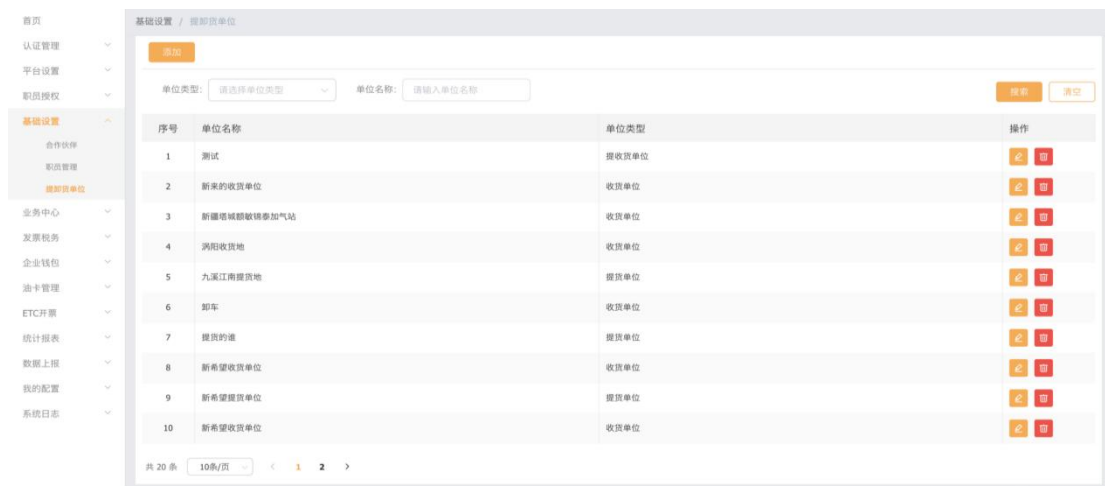 首页
认证管理
平台设置
职员授权
基础设置
合作伙伴
职员管理
提卸货单位
业务中心
发票税务
企业钱包
油卡管理
ETC开票
统计报表
数据上报
我的配置
系统日志
基础设置 / 提卸货单位
添加
单位类型: 请选择单位类型 单位名称: 请输入单位名称 搜索 清空
序号 单位名称 单位类型 操作
1 测试 提收货单位
2 新来的收货单位 收货单位
3 新疆塔城额敏锦泰加气站 收货单位
4 涡阳收货地 收货单位
5 九溪江南提货地 提货单位
6 卸车 收货单位
7 提货的谁 提货单位
8 新希望收货单位 收货单位
9 新希望提货单位 提货单位
10 新希望收货单位 收货单位
共 20 条 10条/页 < 1 2 >